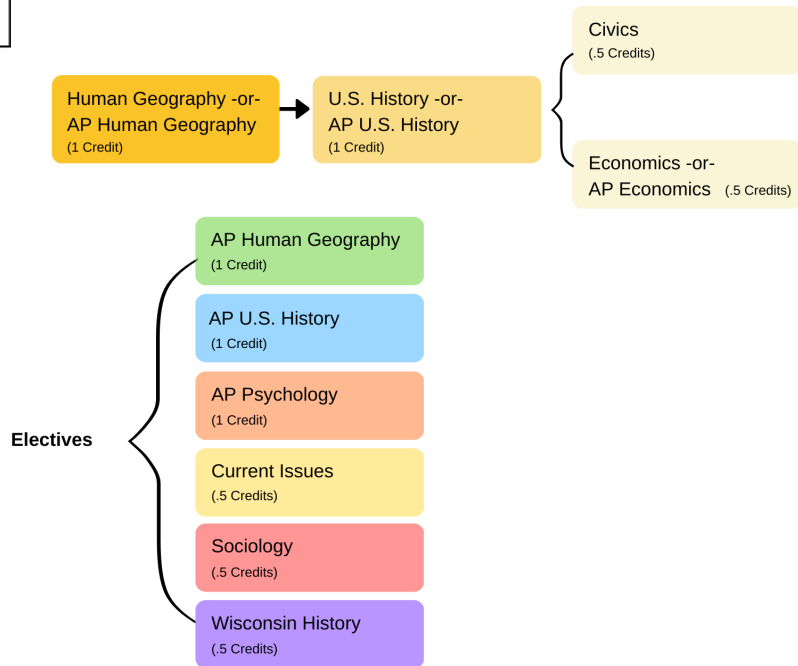 Human Geography -or-
AP Human Geography
(1 Credit)
U.S. History -or-
AP U.S. History
(1 Credit)
Civics
(.5 Credits)
Economics -or-
AP Economics (.5 Credits)
Electives
AP Human Geography
(1 Credit)
AP U.S. History
(1 Credit)
AP Psychology
(1 Credit)
Current Issues
(.5 Credits)
Sociology
(.5 Credits)
Wisconsin History
(.5 Credits)